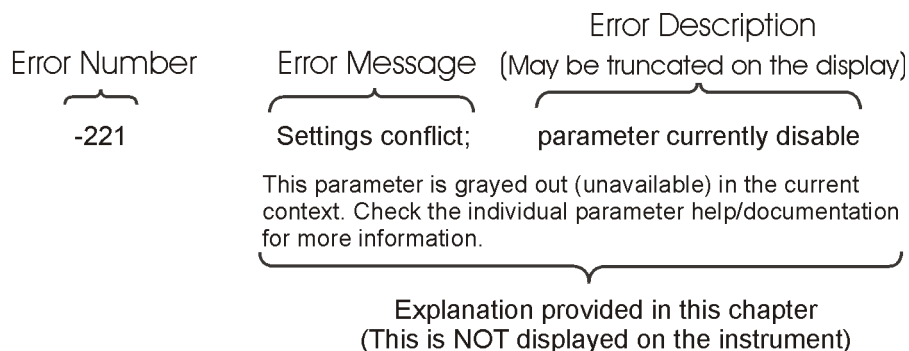 Error Description
Error Number Error Message (May be truncated on the display)
-221 Settings conflict; parameter currently disable
This parameter is grayed out (unavailable) in the current
context. Check the individual parameter help/documentation
for more information.
Explanation provided in this chapter
(This is NOT displayed on the instrument)